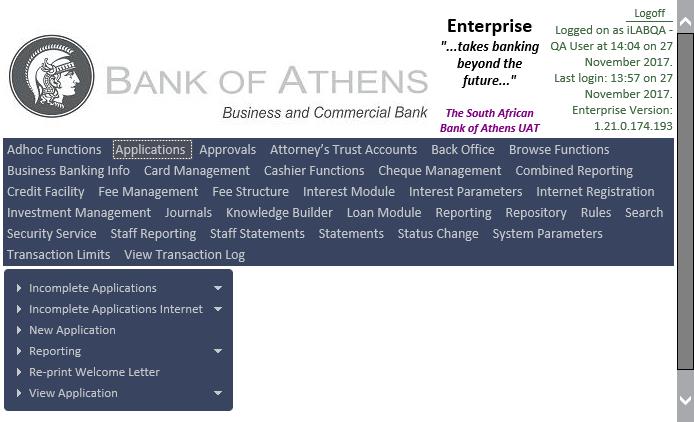 BANK OF ATHENS
Business and Commercial Bank
Enterprise
"...takes banking
beyond the
future..."
The South African
Bank of Athens UAT
Logoff
Logged on as iLABQA -
QA User at 14:04 on 27
November 2017.
Last login: 13:57 on 27
November 2017.
Enterprise Version:
1.21.0.174.193
Adhoc Functions Applications Approvals Attorney's Trust Accounts Back Office Browse Functions
Business Banking Info Card Management Cashier Functions Cheque Management Combined Reporting
Credit Facility Fee Management Fee Structure Interest Module Interest Parameters Internet Registration
Investment Management Journals Knowledge Builder Loan Module Reporting Repository Rules Search
Security Service Staff Reporting Staff Statements Statements Status Change System Parameters
Transaction Limits View Transaction Log
Incomplete Applications
Incomplete Applications Internet
New Application
Reporting
Re-print Welcome Letter
View Application